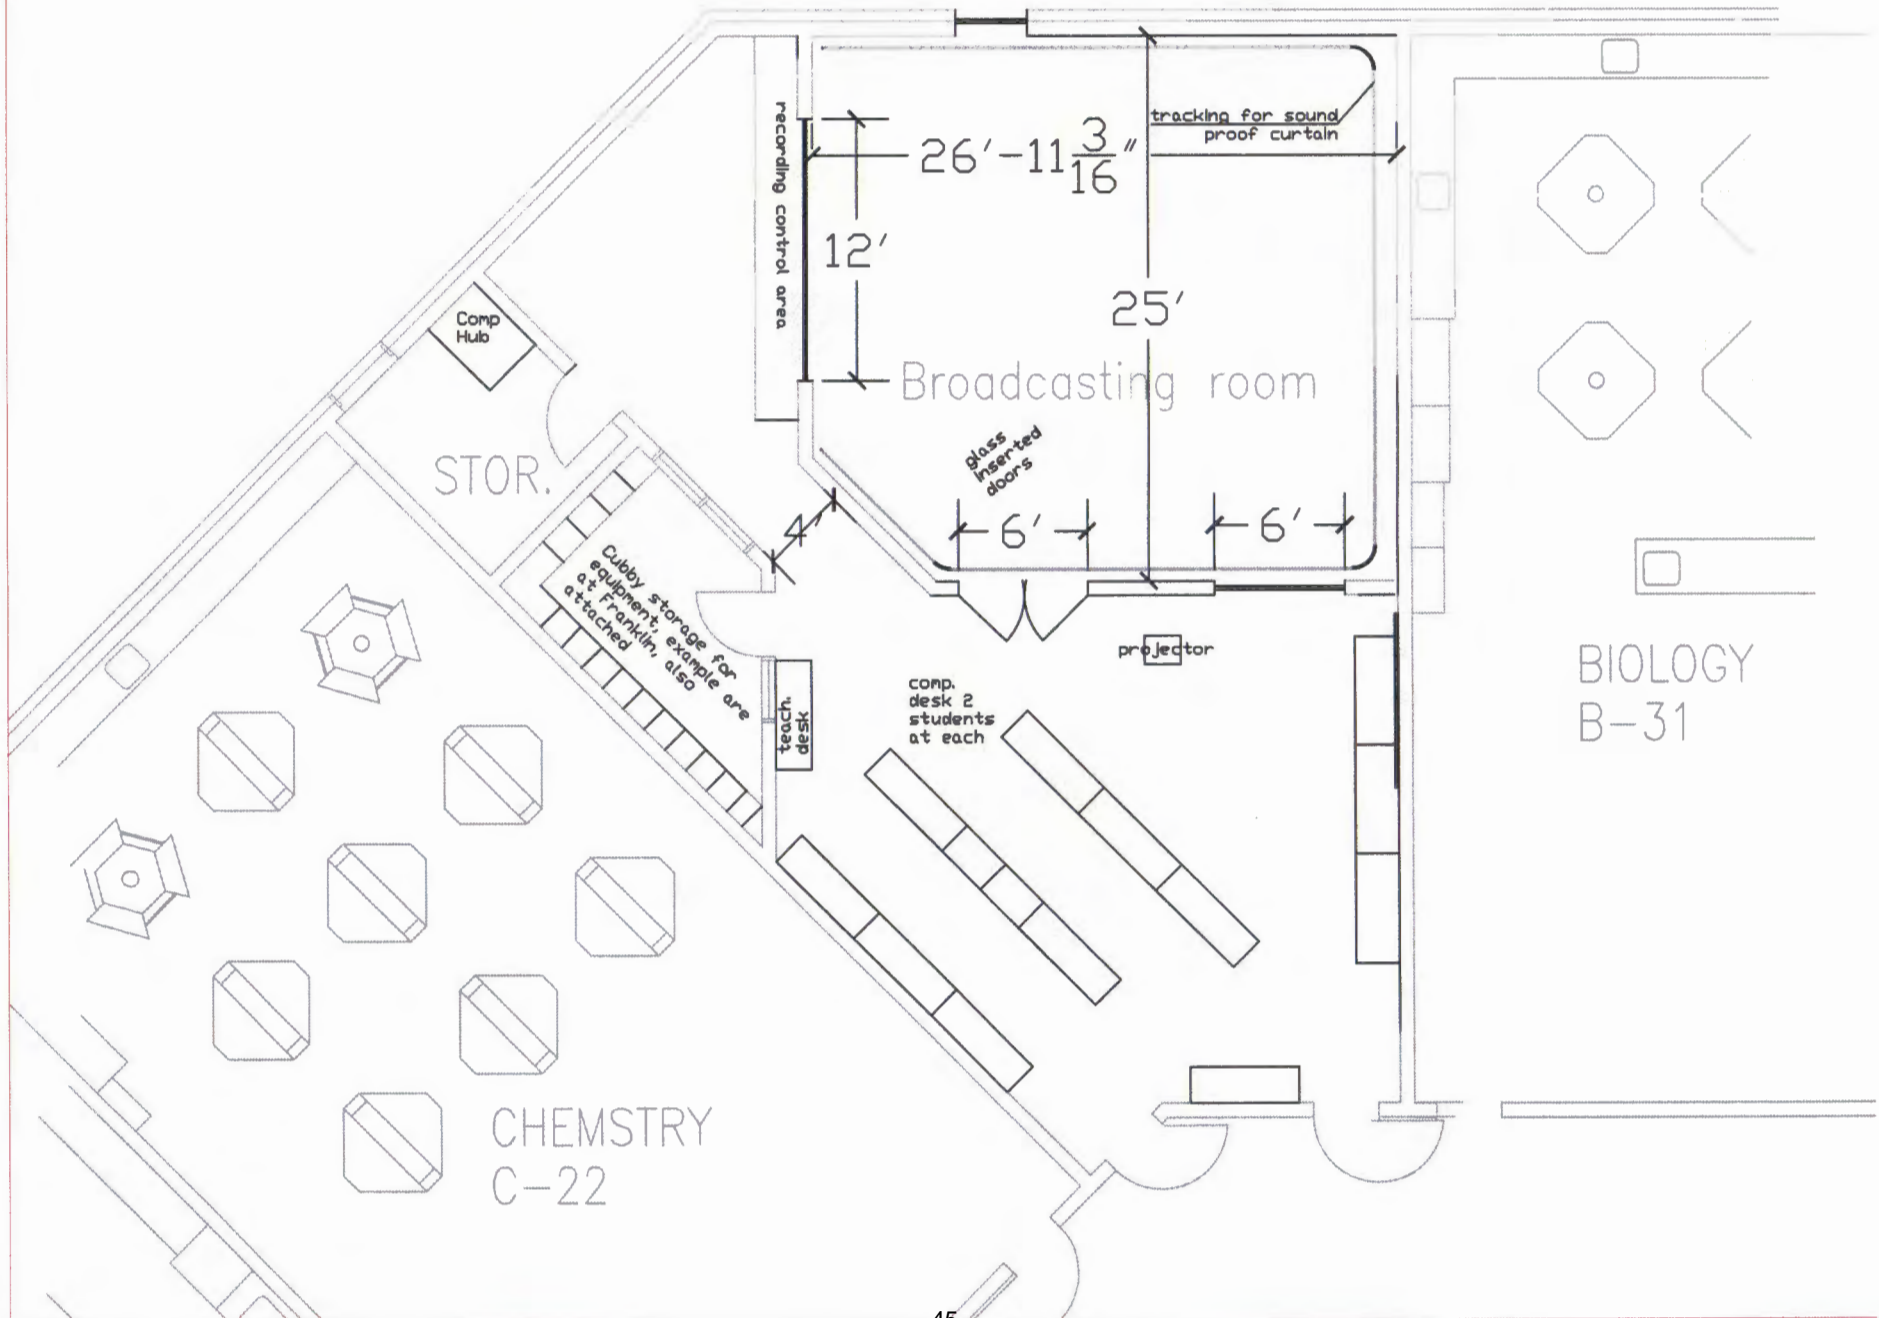 recording control area
tracking for sound
proof curtain
26'-11 3/16"
12'
25'
Comp
Hub
Broadcasting room
glass
inserted
doors
STOR.
4'
6'
6'
Cubby storage for
equipment, example are
at Franklin, also
attached
projector
teach.
desk
comp.
desk 2
students
at each
BIOLOGY
B-31
CHEMSTRY
C-22
45